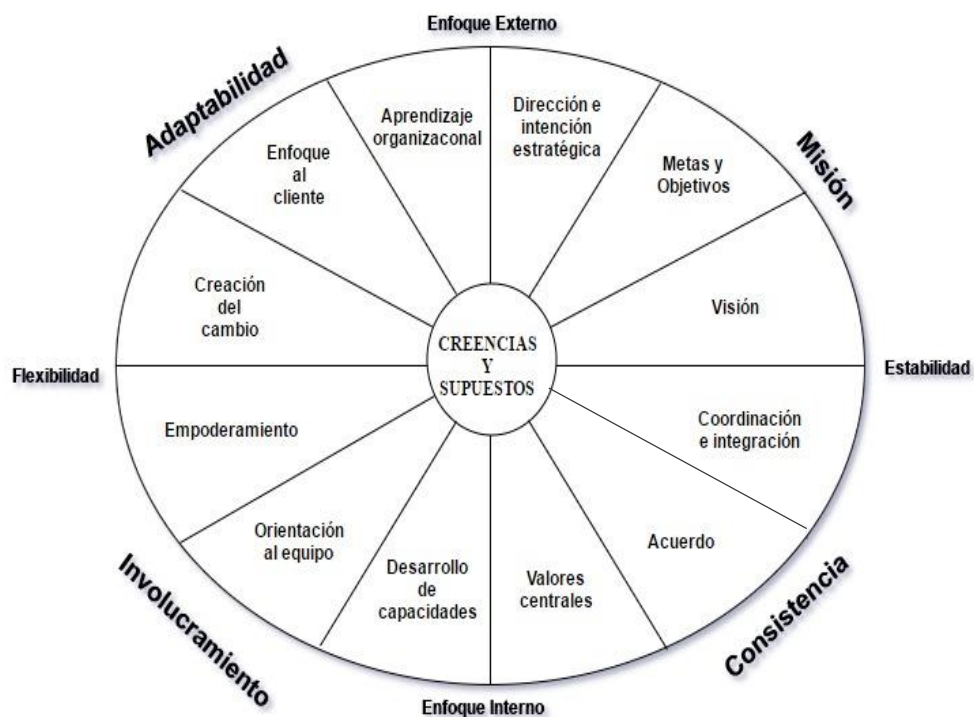 Enfoque Externo
Adaptabilidad
Misión
Aprendizaje
organizaconal
Dirección e
intención
estratégica
Enfoque
al
cliente
Metas y
Objetivos
Creación
del
cambio
Visión
CREENCIAS
Y
SUPUESTOS
Flexibilidad
Estabilidad
Empoderamiento
Coordinación
e integración
Orientación
al equipo
Acuerdo
Desarrollo
de
capacidades
Valores
centrales
Involucramiento
Consistencia
Enfoque Interno